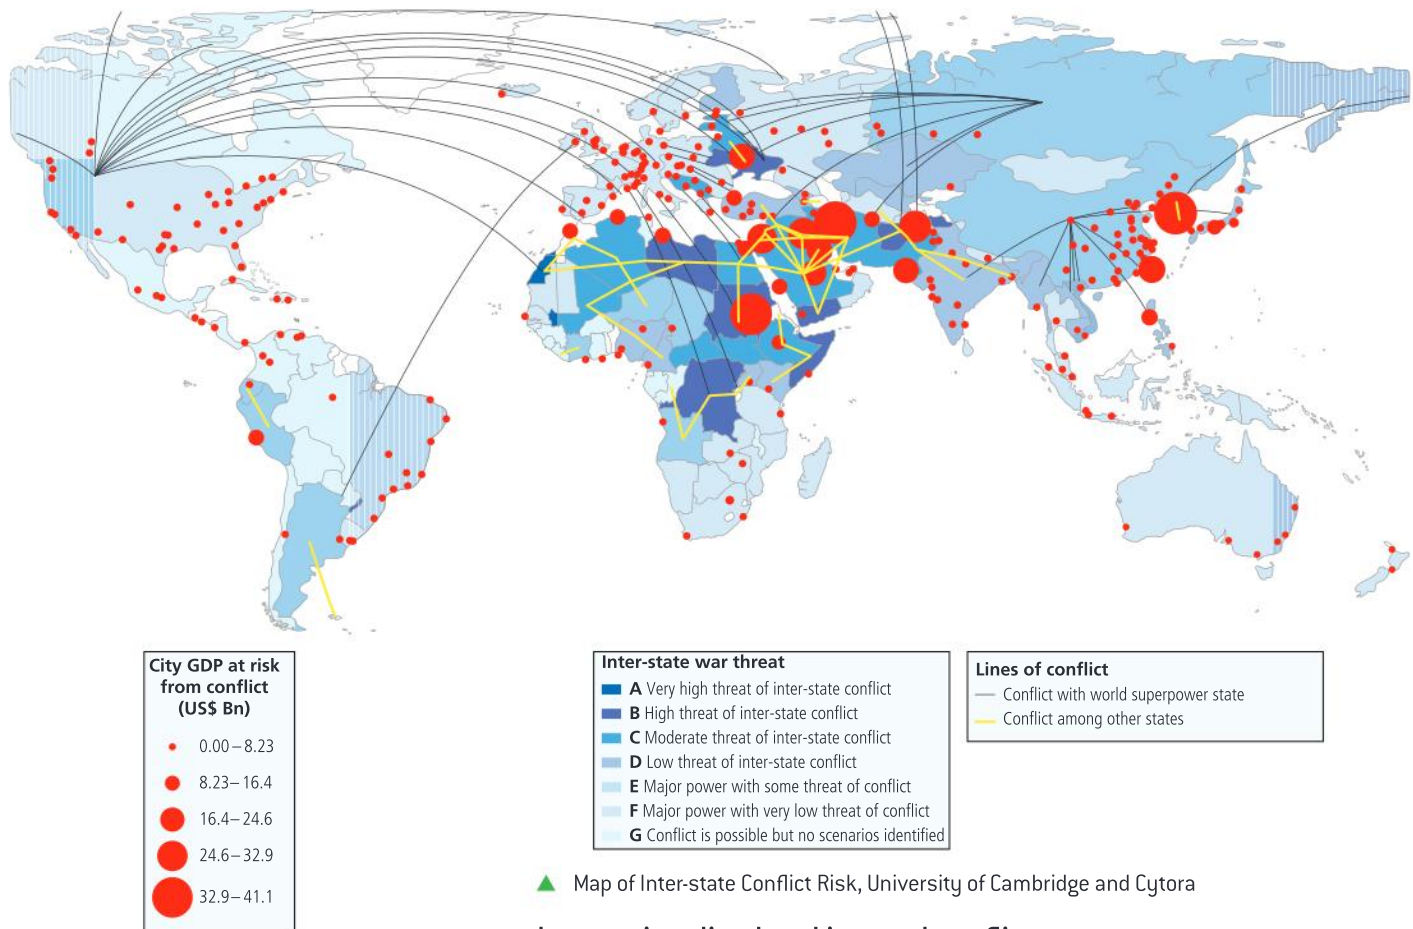 City GDP at risk
from conflict
(US$ Bn)
0.00–8.23
8.23–16.4
16.4–24.6
24.6–32.9
32.9–41.1
Inter-state war threat
A Very high threat of inter-state conflict
B High threat of inter-state conflict
C Moderate threat of inter-state conflict
D Low threat of inter-state conflict
E Major power with some threat of conflict
F Major power with very low threat of conflict
G Conflict is possible but no scenarios identified
Lines of conflict
Conflict with world superpower state
Conflict among other states
Map of Inter-state Conflict Risk, University of Cambridge and Cytora